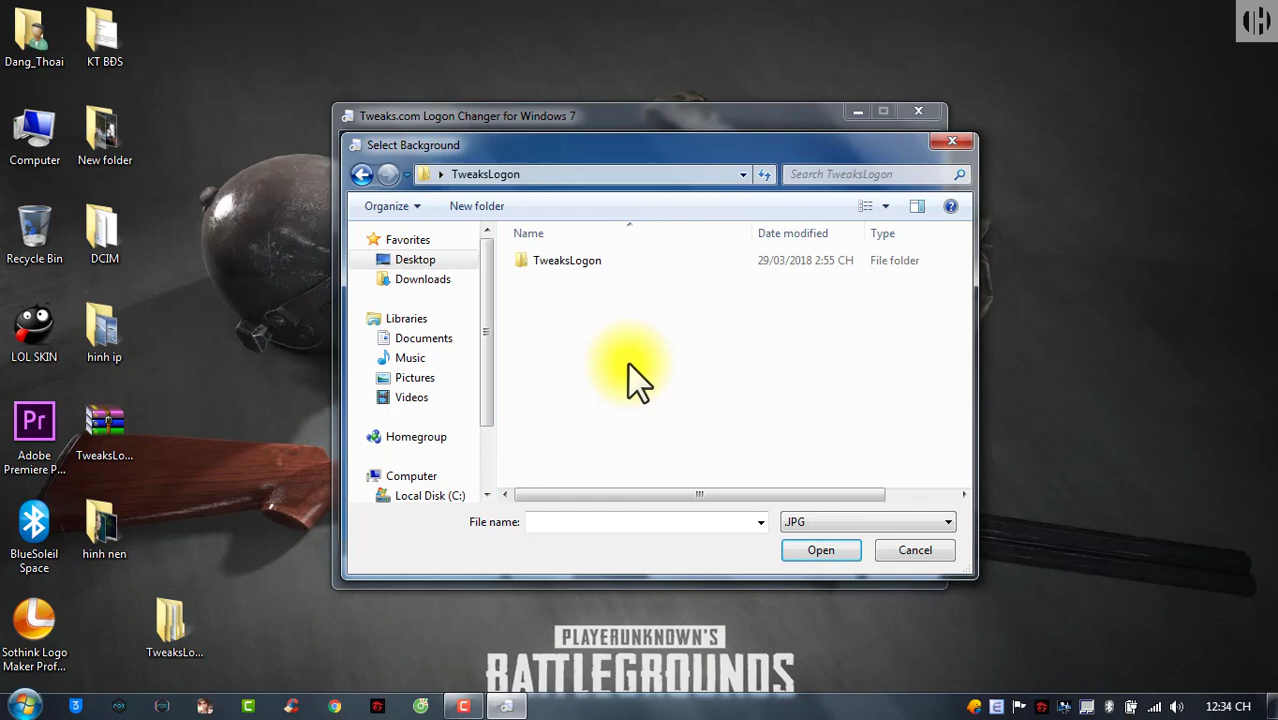 Dang_Thoai
KT BĐS
Computer
New folder
Recycle Bin
DCIM
LOL SKIN
hinh ip
Pr
Adobe
Premiere P...
TweaksLo...
BlueSoleil
Space
hinh nen
Sothink Logo
Maker Prof...
TweaksLo...
Tweaks.com Logon Changer for Windows 7
Select Background
TweaksLogon
Search TweaksLogon
Organize
New folder
Name
Date modified
Type
TweaksLogon
29/03/2018 2:55 CH
File folder
Favorites
Desktop
Downloads
Libraries
Documents
Music
Pictures
Videos
Homegroup
Computer
Local Disk (C:)
File name:
.JPG
Open
Cancel
PLAYERUNKNOWN'S
BATTLEGROUNDS
12:34 CH